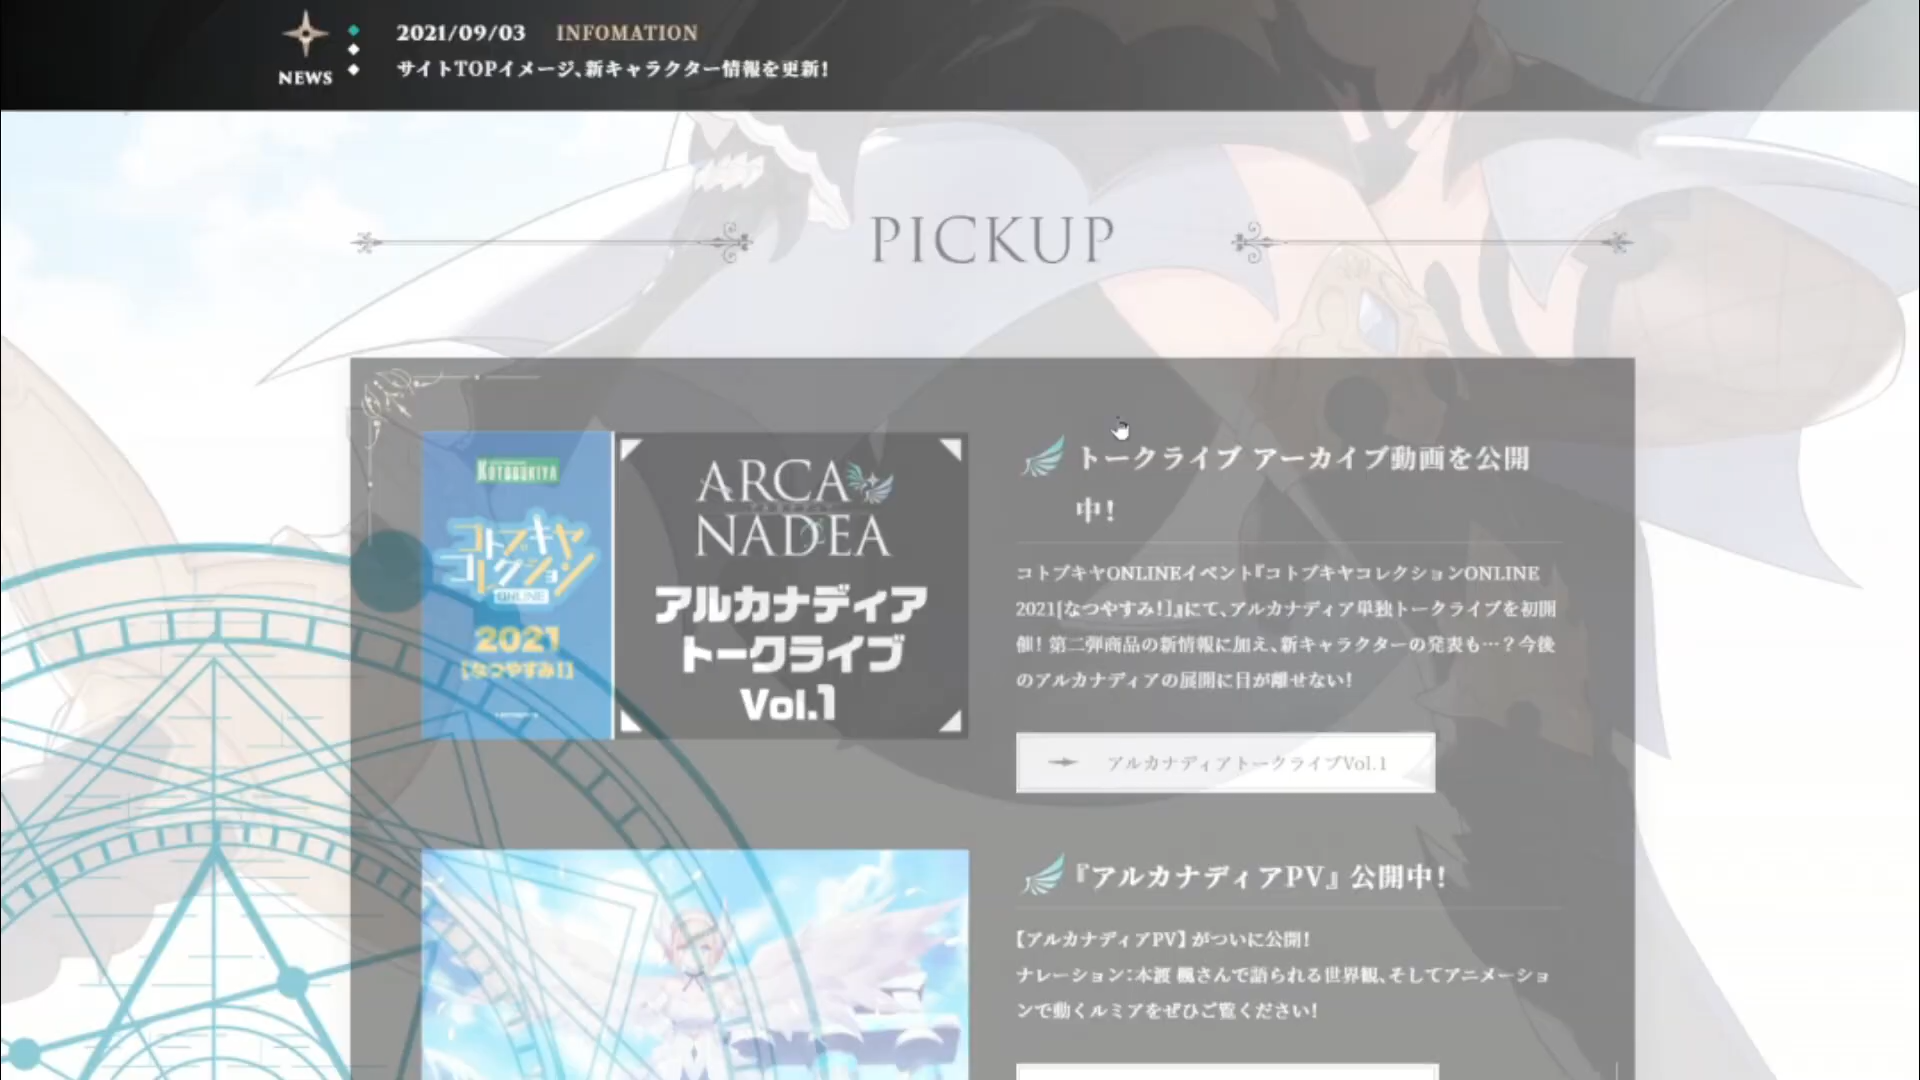 2021/09/03 INFOMATION
NEWS
サイトTOPイメージ、新キャラクター情報を更新!
PICKUP
KOTOBUKIYA
コトブキヤ
コレクション
ONLINE
2021
[なつやすみ!]
ARCA
NADEA
アルカナディア
トークライブ
Vol.1
トークライブ アーカイブ動画を公開
中!
コトブキヤONLINEイベント『コトブキヤコレクションONLINE
2021[なつやすみ!]』にて、アルカナディア単独トークライブを初開
催! 第二弾商品の新情報に加え、新キャラクターの発表も…？今後
のアルカナディアの展開に目が離せない!
アルカナディアトークライブVol.1
『アルカナディアPV』 公開中!
【アルカナディアPV】 がついに公開!
ナレーション：本渡 楓さんで語られる世界観、そしてアニメーショ
ンで動くルミアをぜひご覧ください!